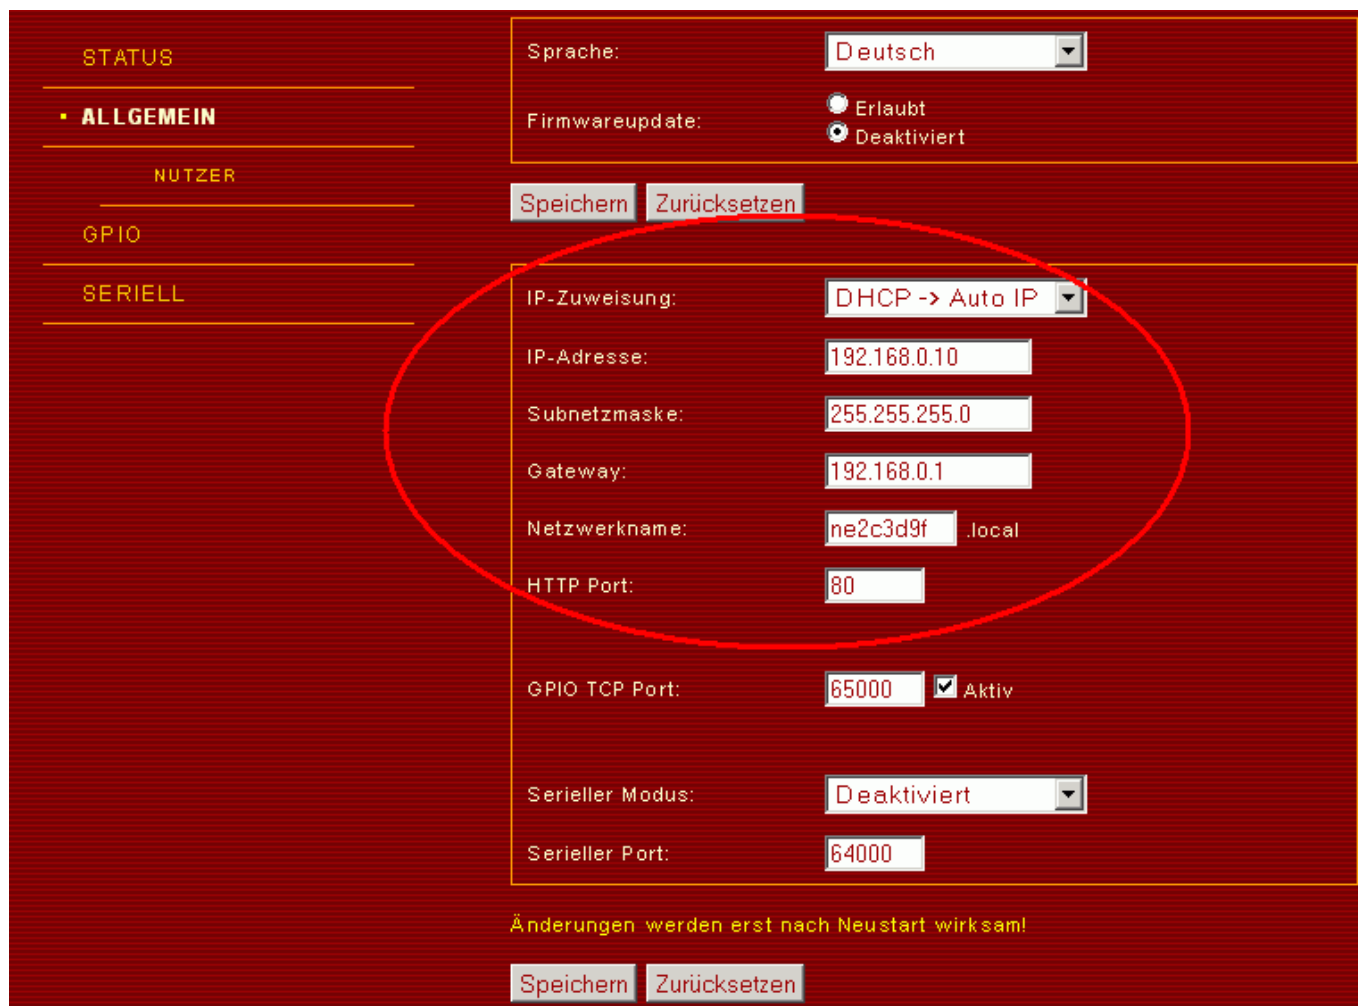 STATUS
ALLGEMEIN
NUTZER
GPIO
SERIELL
Sprache: Deutsch
Firmwareupdate: Erlaubt
Deaktiviert
Speichern Zurücksetzen
IP-Zuweisung: DHCP -> Auto IP
IP-Adresse: 192.168.0.10
Subnetzmaske: 255.255.255.0
Gateway: 192.168.0.1
Netzwerkname: ne2c3d9f .local
HTTP Port: 80
GPIO TCP Port: 65000 Aktiv
Serieller Modus: Deaktiviert
Serieller Port: 64000
Änderungen werden erst nach Neustart wirksam!
Speichern Zurücksetzen